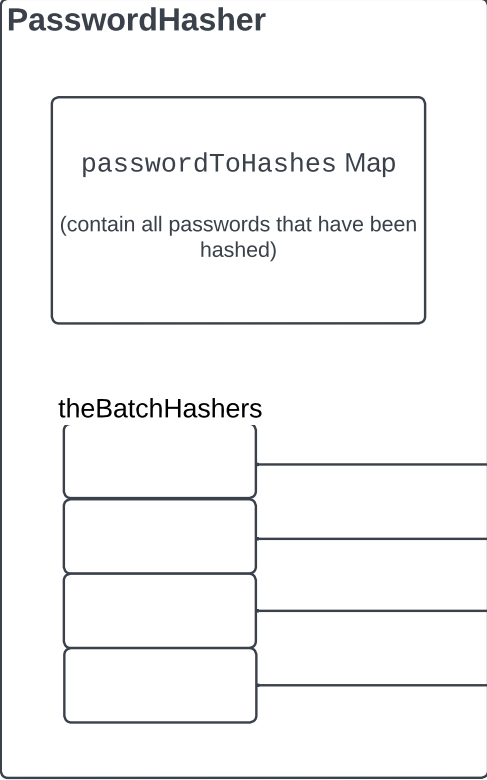 PasswordHasher
passwordToHashes Map
(contain all passwords that have been
hashed)
theBatchHashers